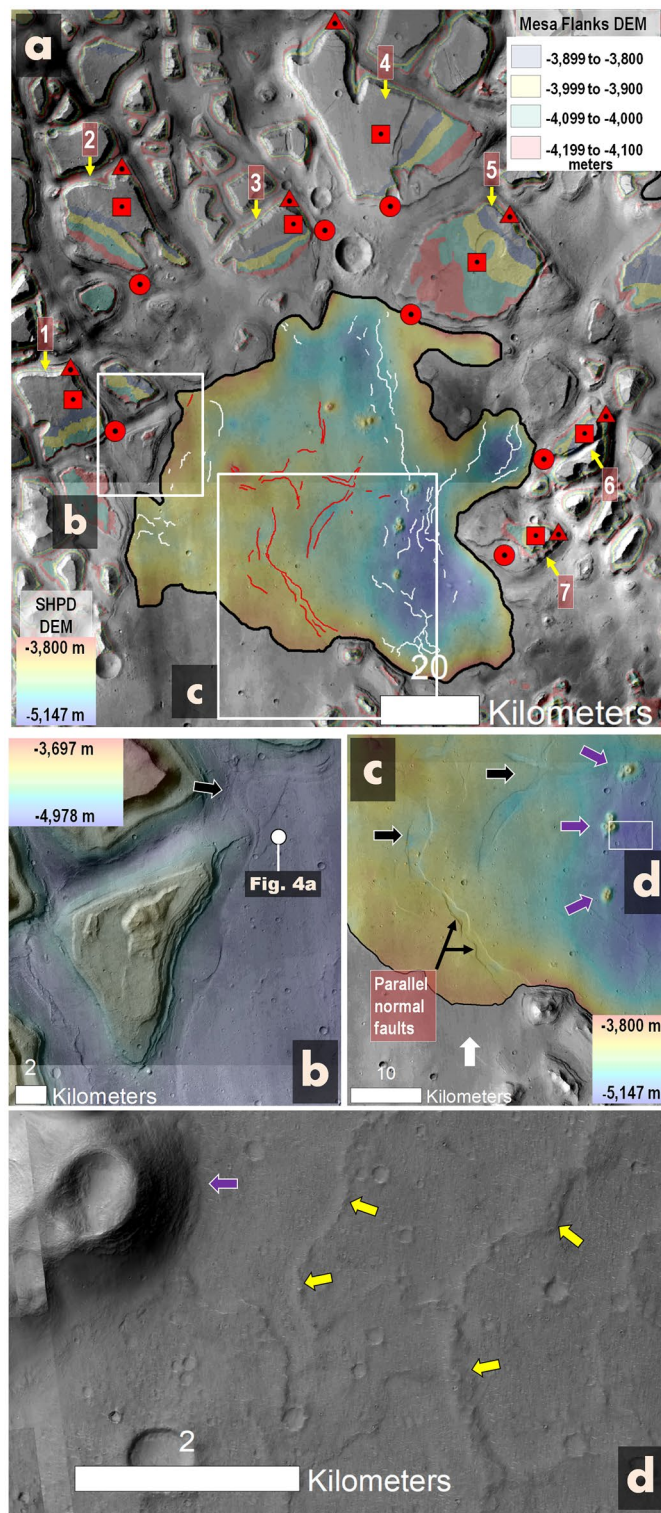 a
Mesa Flanks DEM
-3,899 to -3,800
-3,999 to -3,900
-4,099 to -4,000
-4,199 to -4,100
meters
4
2
3
5
1
6
7
b
SHPD
DEM
-3,800 m
-5,147 m
c
20
Kilometers
-3,697 m
-4,978 m
Fig. 4a
2
Kilometers
b
c
d
Parallel
normal
faults
10
Kilometers
-3,800 m
-5,147 m
2
Kilometers
d